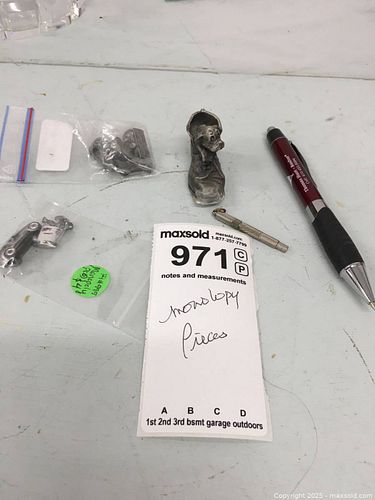 maxsold
maxsold.com
1-877-257-7799
971
C
P
notes and measurements
monolopy
Pieces
A B C D
1st 2nd 3rd bsmt garage outdoors
Copyright 2025 - maxsold.com